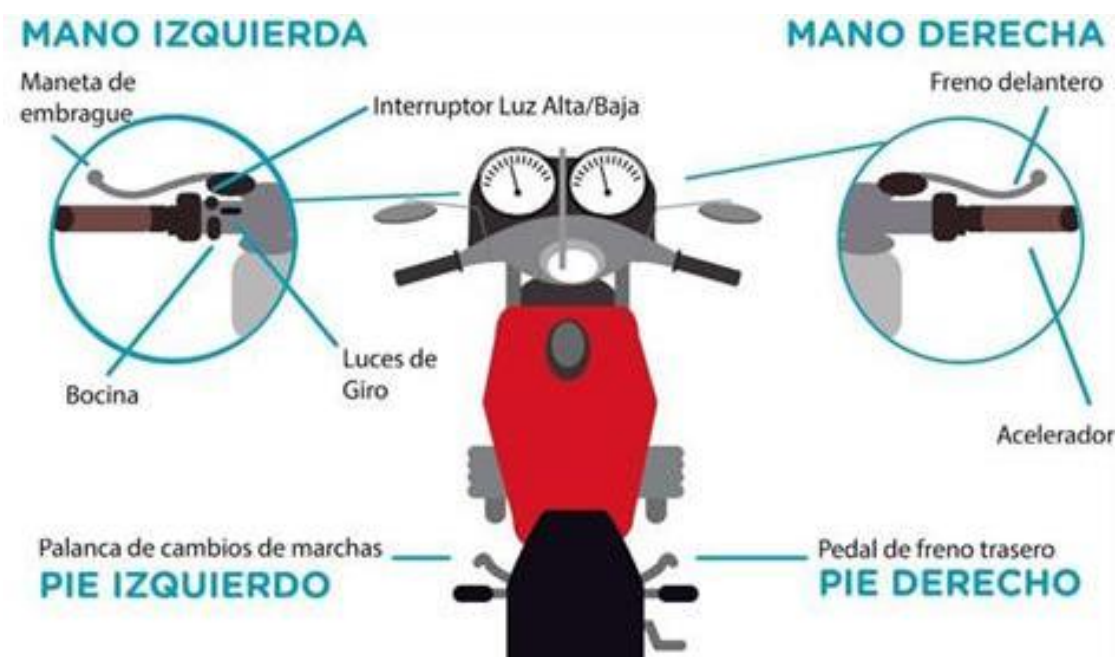 MANO IZQUIERDA
MANO DERECHA
Maneta de
embrague
Interruptor Luz Alta/Baja
Freno delantero
Bocina
Luces de
Giro
Acelerador
Palanca de cambios de marchas
PIE IZQUIERDO
Pedal de freno trasero
PIE DERECHO